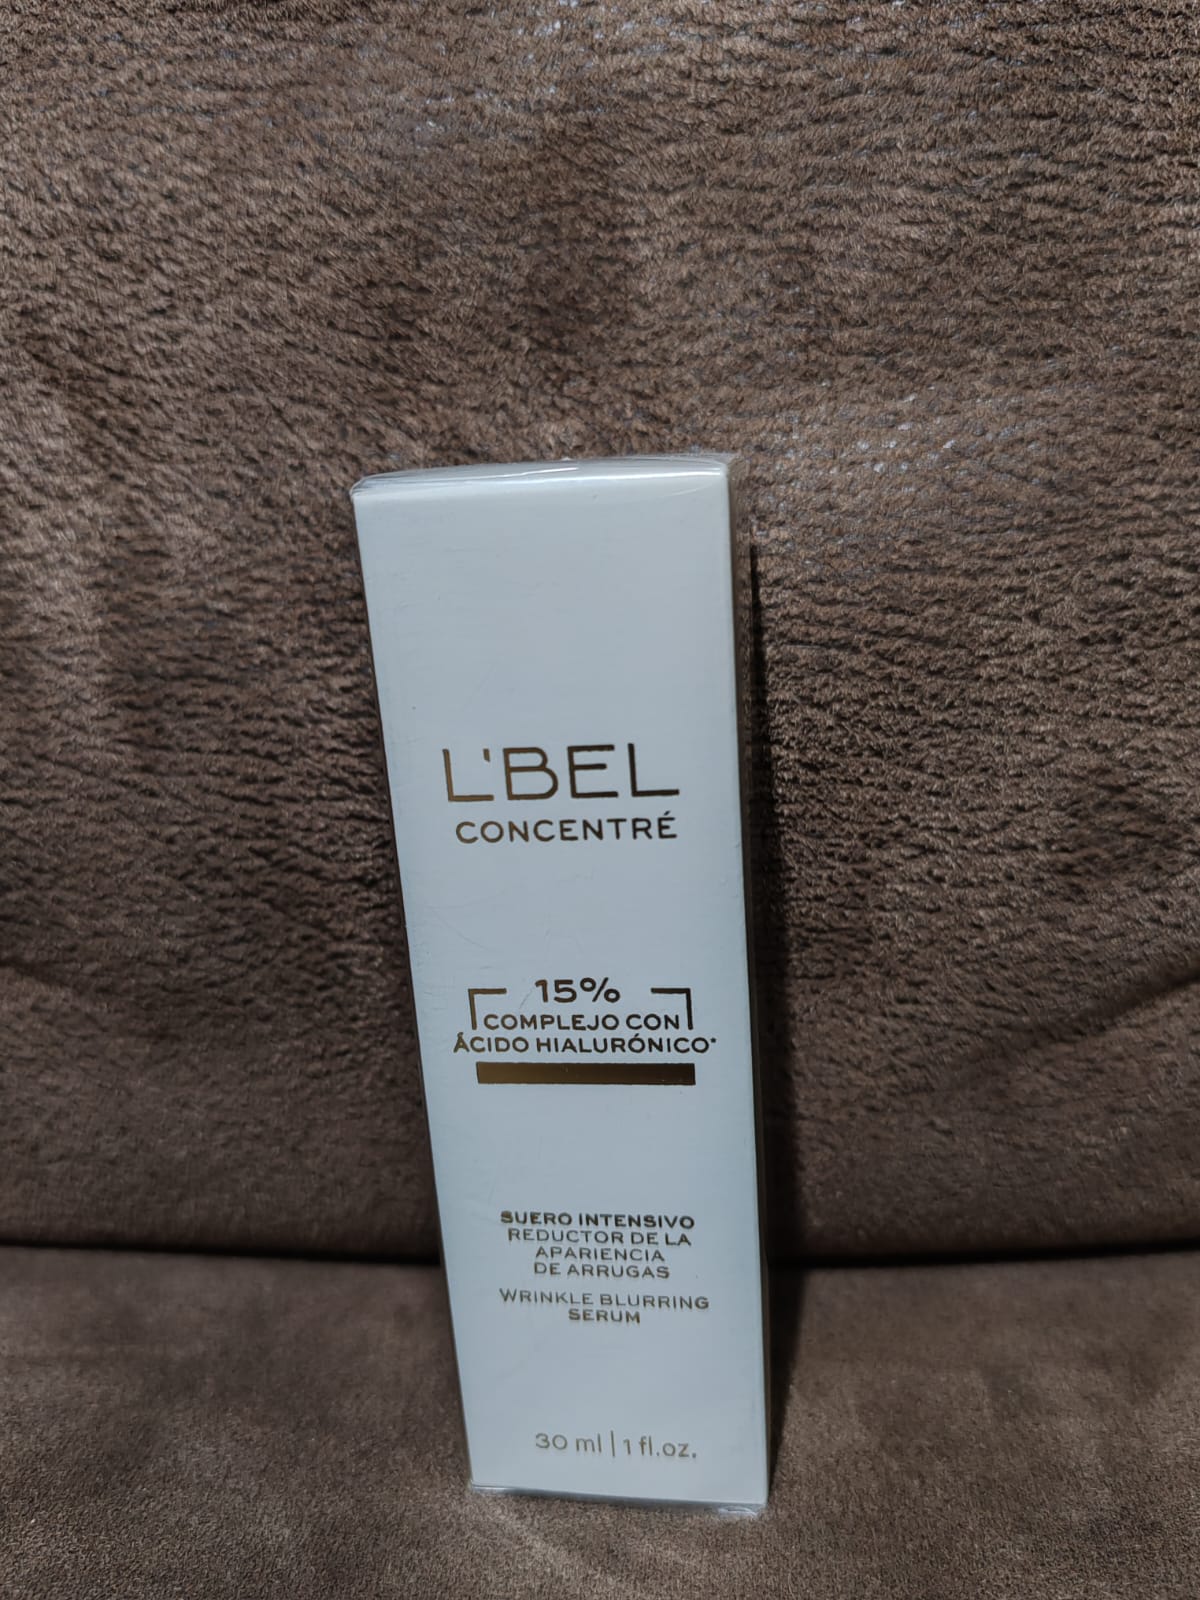 L'BEL
CONCENTRÉ
15%
COMPLEJO CON
ÁCIDO HIALURÓNICO*
SUERO INTENSIVO
REDUCTOR DE LA
APARIENCIA
DE ARRUGAS
WRINKLE BLURRING
SERUM
30 ml | 1 fl.oz.